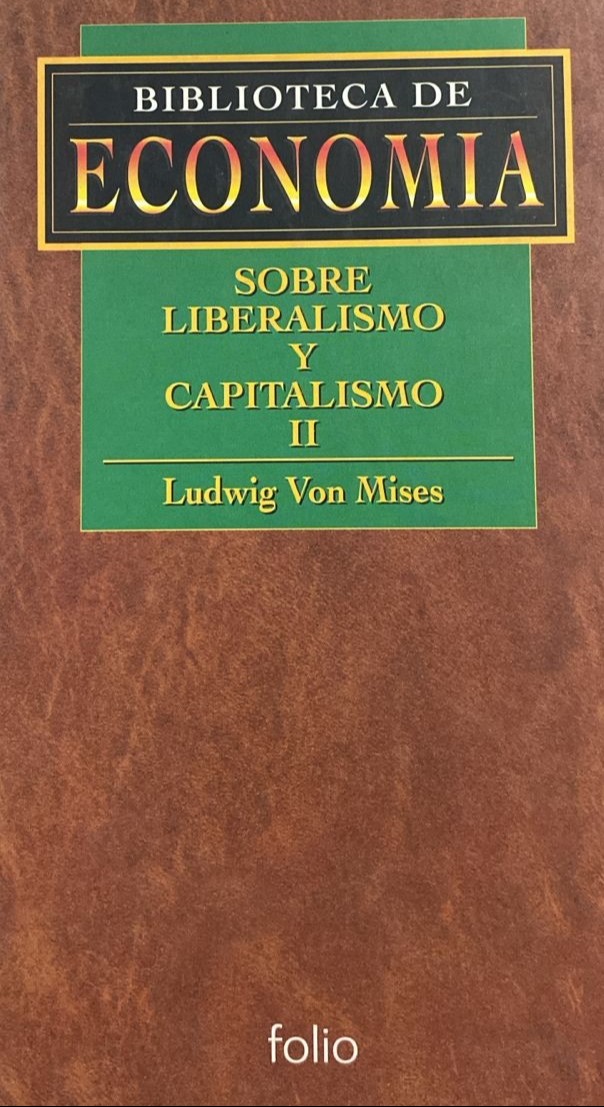 BIBLIOTECA DE
ECONOMIA
SOBRE
LIBERALISMO
Y
CAPITALISMO
II
Ludwig Von Mises
folio